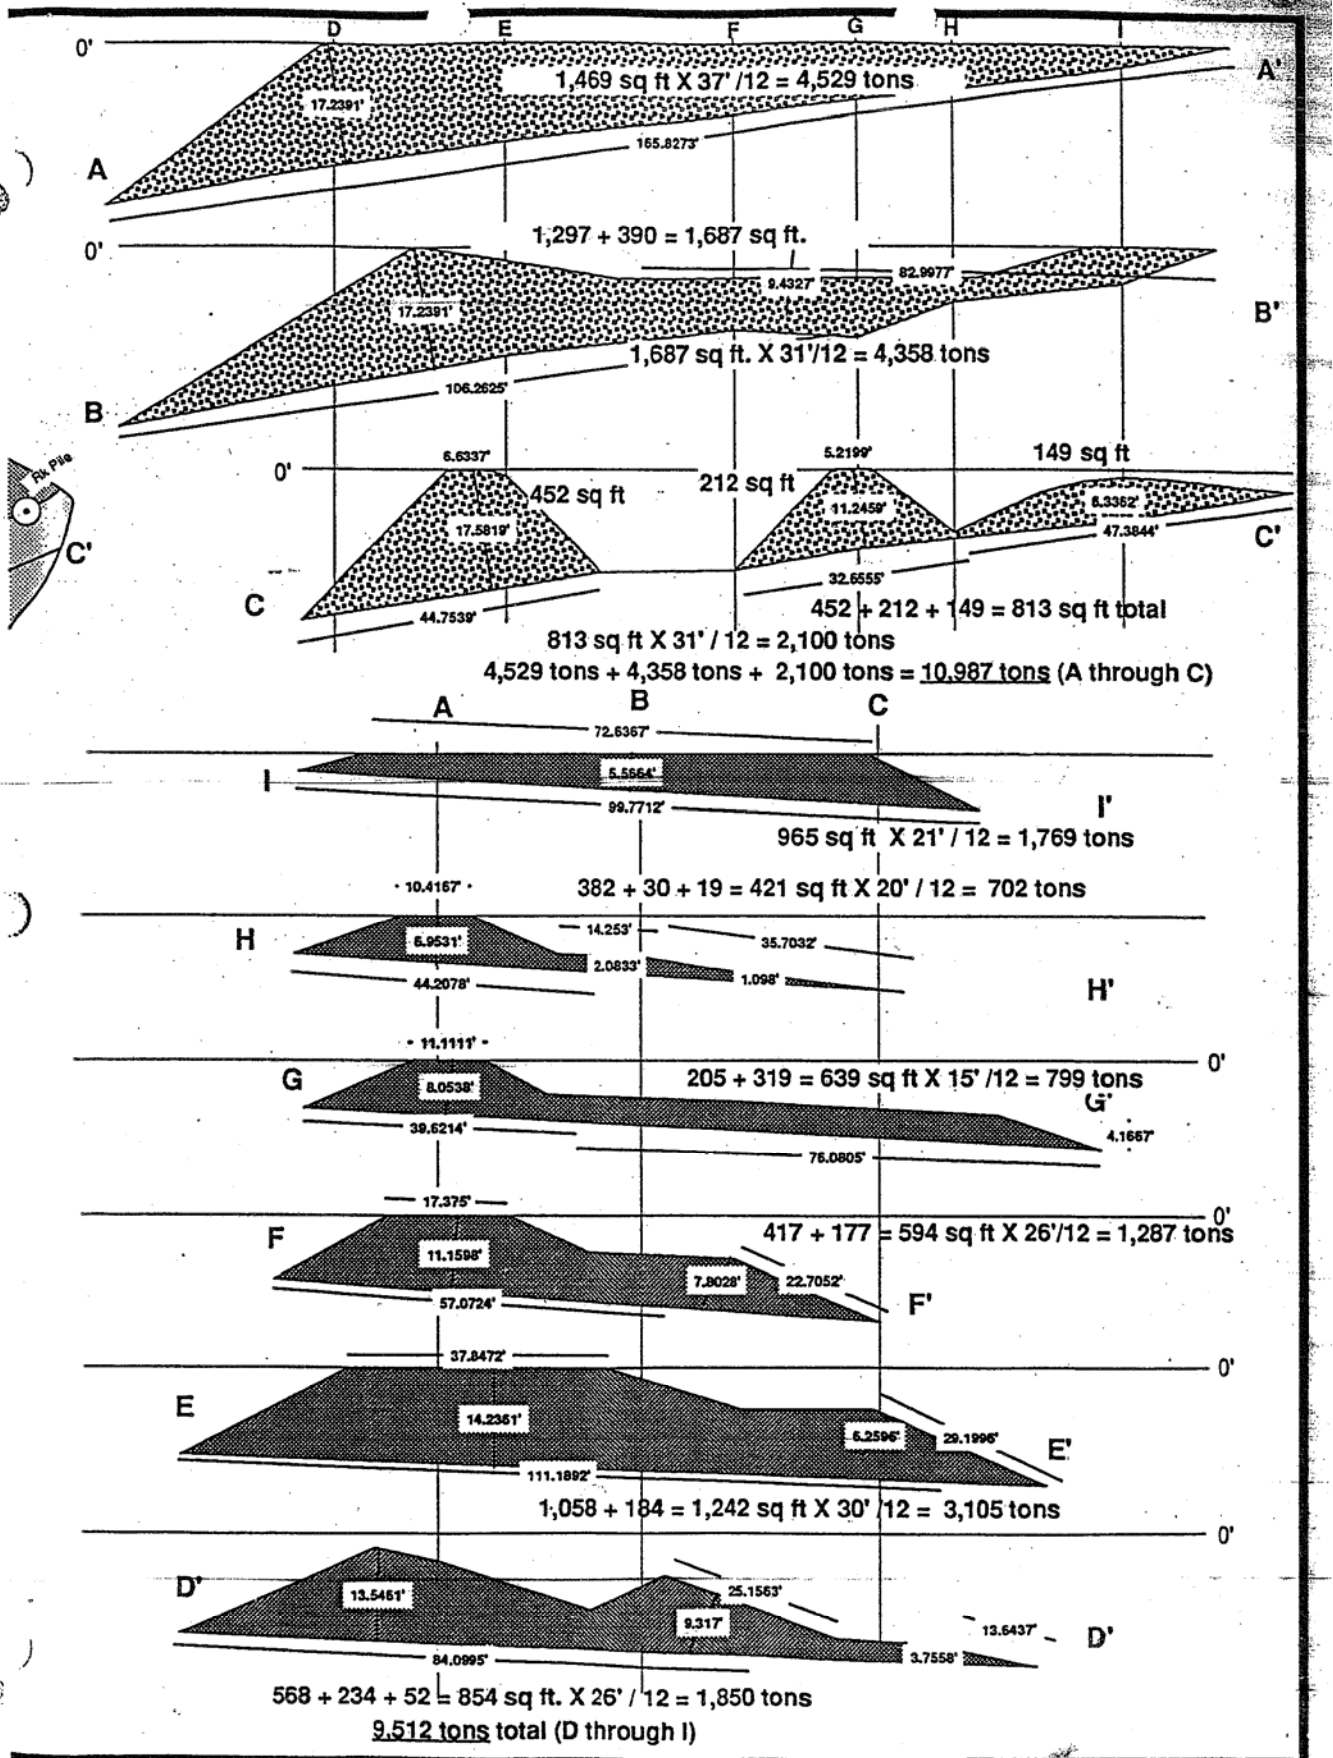 D E F G H I
0'
1,469 sq ft X 37' /12 = 4,529 tons
A'
17.2391'
165.8273'
A
1,297 + 390 = 1,687 sq ft.
0'
9.4327'
82.9977'
17.2391'
B'
1,687 sq ft. X 31'/12 = 4,358 tons
106.2625'
B
6.6337'
5.2199'
149 sq ft
0'
Rk Pile
452 sq ft
212 sq ft
17.5819'
11.2459'
6.3362'
47.3844'
C'
C'
32.6555'
C
44.7539'
452 + 212 + 149 = 813 sq ft total
813 sq ft X 31' / 12 = 2,100 tons
4,529 tons + 4,358 tons + 2,100 tons = 10,987 tons (A through C)
A B C
72.6367'
I
5.5664'
99.7712'
I'
965 sq ft X 21' / 12 = 1,769 tons
10.4167'
382 + 30 + 19 = 421 sq ft X 20' / 12 = 702 tons
H
6.9531'
14.253'
35.7032'
2.0833'
1.098'
44.2078'
H'
11.1111'
0'
G
8.0538'
205 + 319 = 639 sq ft X 15' /12 = 799 tons
G'
39.6214'
4.1667'
76.0805'
17.375'
0'
F
417 + 177 = 594 sq ft X 26'/12 = 1,287 tons
11.1598'
7.8028'
22.7052'
57.0724'
F'
37.8472'
0'
E
14.2361'
6.2596'
29.1996'
E'
111.1892'
1,058 + 184 = 1,242 sq ft X 30' /12 = 3,105 tons
0'
D'
13.5461'
25.1563'
9.317'
13.6437'
D'
84.0995'
3.7558'
568 + 234 + 52 = 854 sq ft. X 26' / 12 = 1,850 tons
9,512 tons total (D through I)